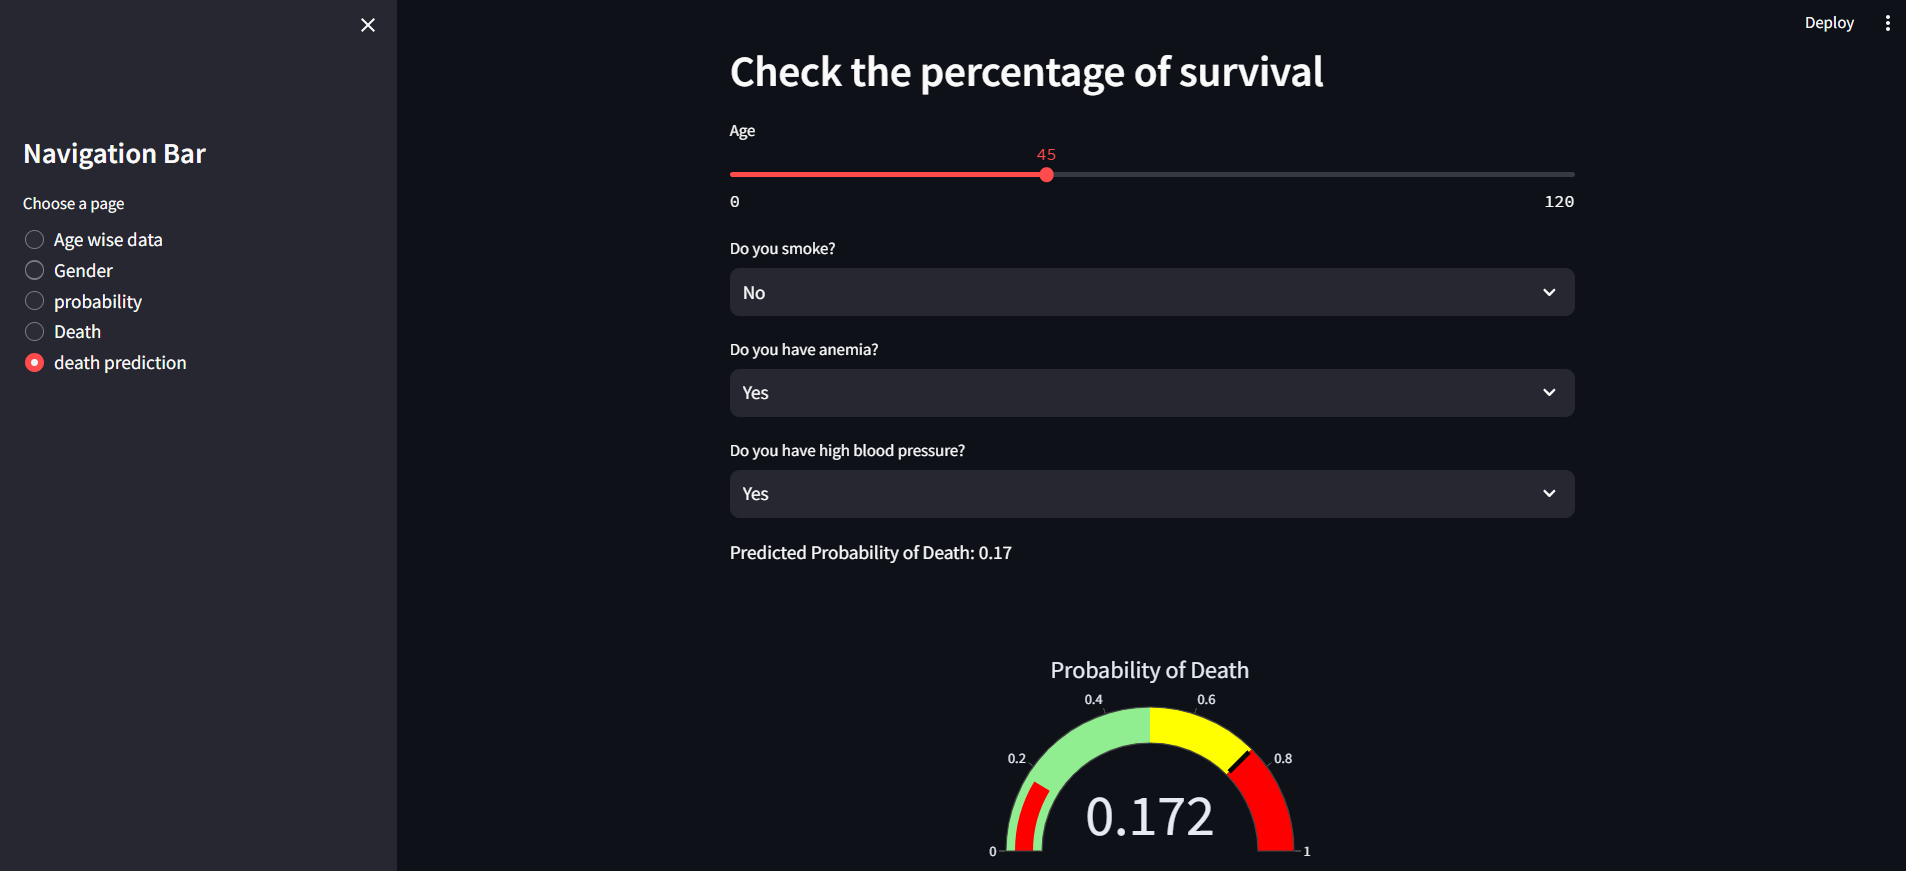 Deploy
Navigation Bar
Choose a page
Age wise data
Gender
probability
Death
death prediction
Check the percentage of survival
Age
45
0 120
Do you smoke?
No
Do you have anemia?
Yes
Do you have high blood pressure?
Yes
Predicted Probability of Death: 0.17
Probability of Death
0.4 0.6
0.2 0.8
0.172
0 1